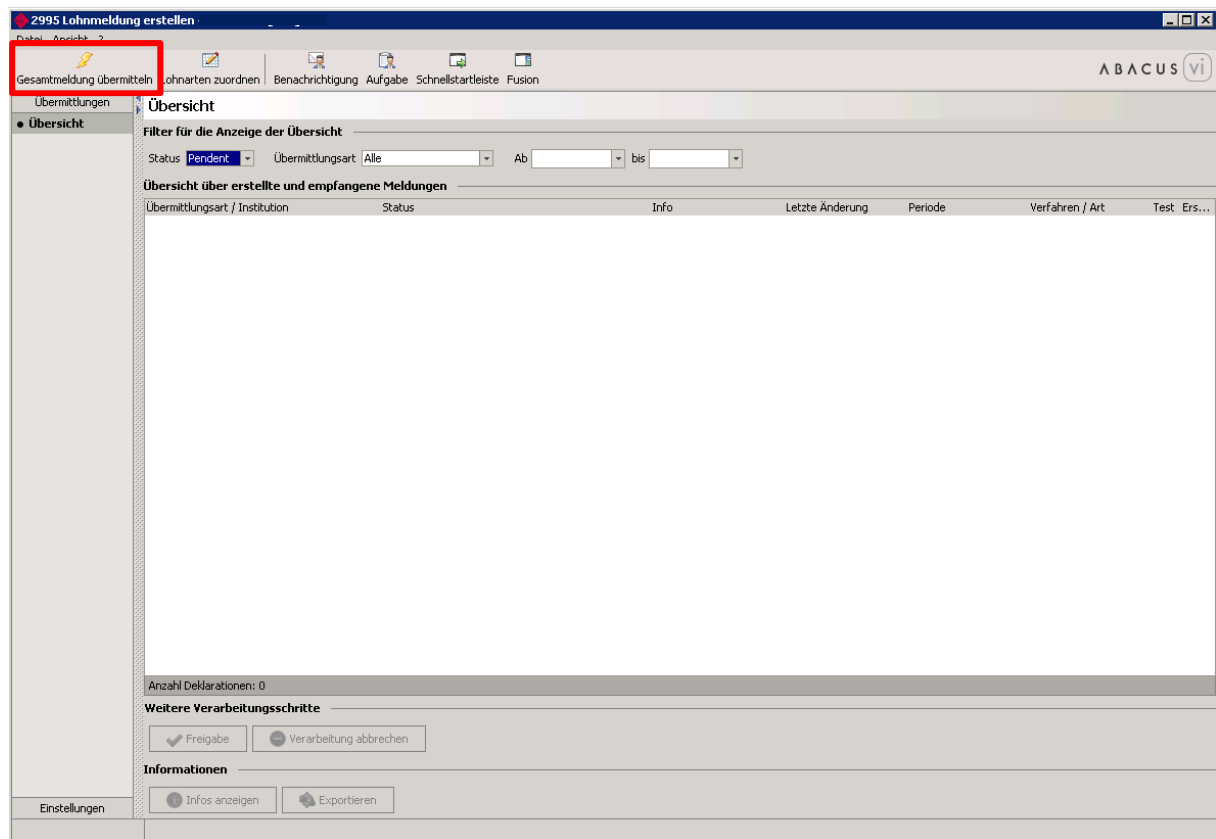 2995 Lohnmeldung erstellen -
Datei Ansicht ?
Gesamtmeldung übermitteln Lohnarten zuordnen Benachrichtigung Aufgabe Schnellstartleiste Fusion
ABACUS vi
Übermittlungen
Übersicht
• Übersicht
Filter für die Anzeige der Übersicht
Status Pendent Übermittlungsart Alle Ab bis
Übersicht über erstellte und empfangene Meldungen
Übermittlungsart / Institution Status Info Letzte Änderung Periode Verfahren / Art Test Ers...
Anzahl Deklarationen: 0
Weitere Verarbeitungsschritte
Freigabe Verarbeitung abbrechen
Informationen
Infos anzeigen Exportieren
Einstellungen